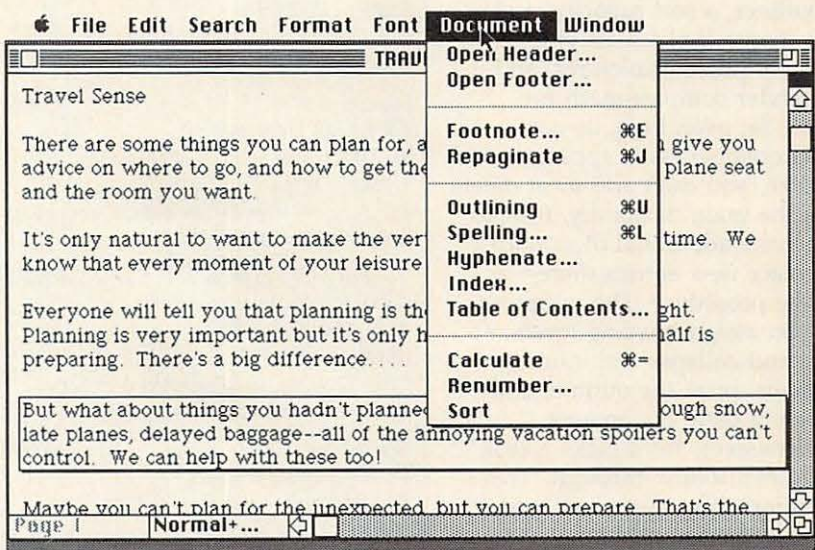 File Edit Search Format Font Document Window
TRAV
Open Header...
Open Footer...
Footnote... ⌘E
Repaginate ⌘J
Outlining ⌘U
Spelling... ⌘L
Hyphenate...
Index...
Table of Contents...
Calculate ⌘=
Renumber...
Sort
Travel Sense
There are some things you can plan for, a n give you
advice on where to go, and how to get the plane seat
and the room you want.
It's only natural to want to make the ver time. We
know that every moment of your leisure
Everyone will tell you that planning is the ght.
Planning is very important but it's only h half is
preparing. There's a big difference. . . .
But what about things you hadn't planned ough snow,
late planes, delayed baggage--all of the annoying vacation spoilers you can't
control. We can help with these too!
Maybe you can't plan for the unexpected, but you can prepare. That's the
Page 1 Normal+...